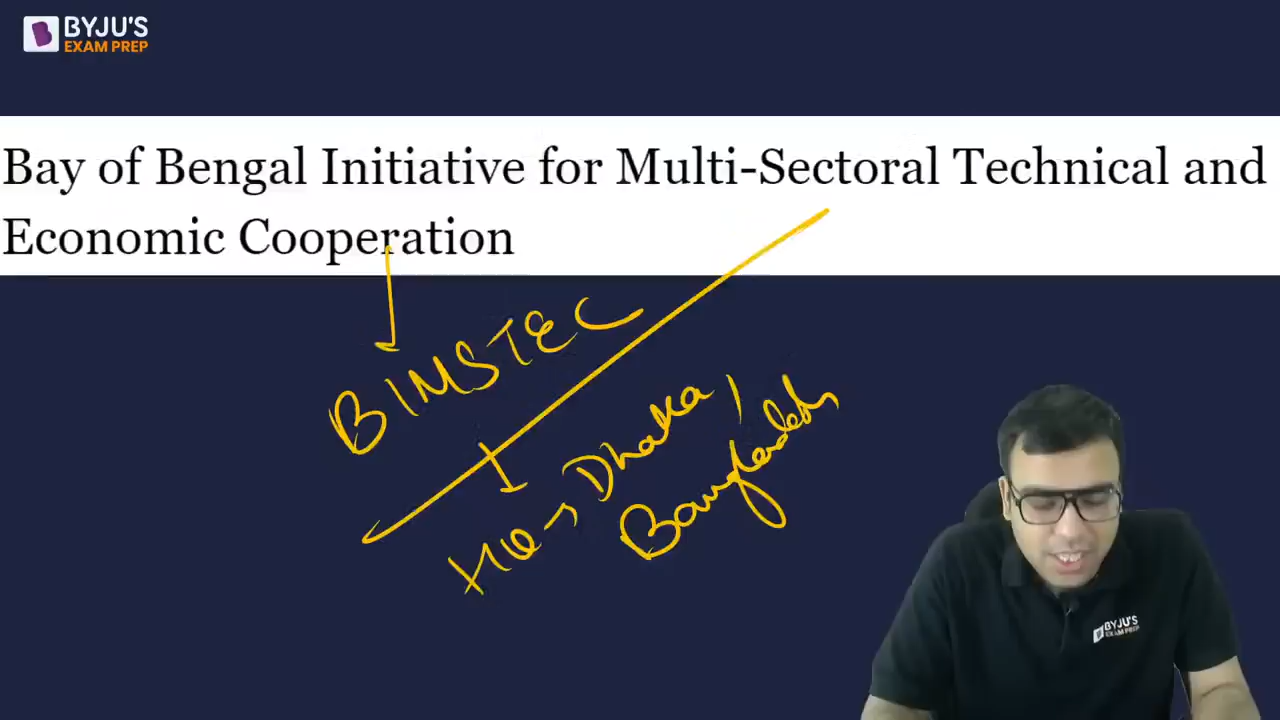 BYJU'S
EXAM PREP
Bay of Bengal Initiative for Multi-Sectoral Technical and
Economic Cooperation
BIMSTEC
HQ → Dhaka,
Bangladesh
BYJU'S
EXAM PREP